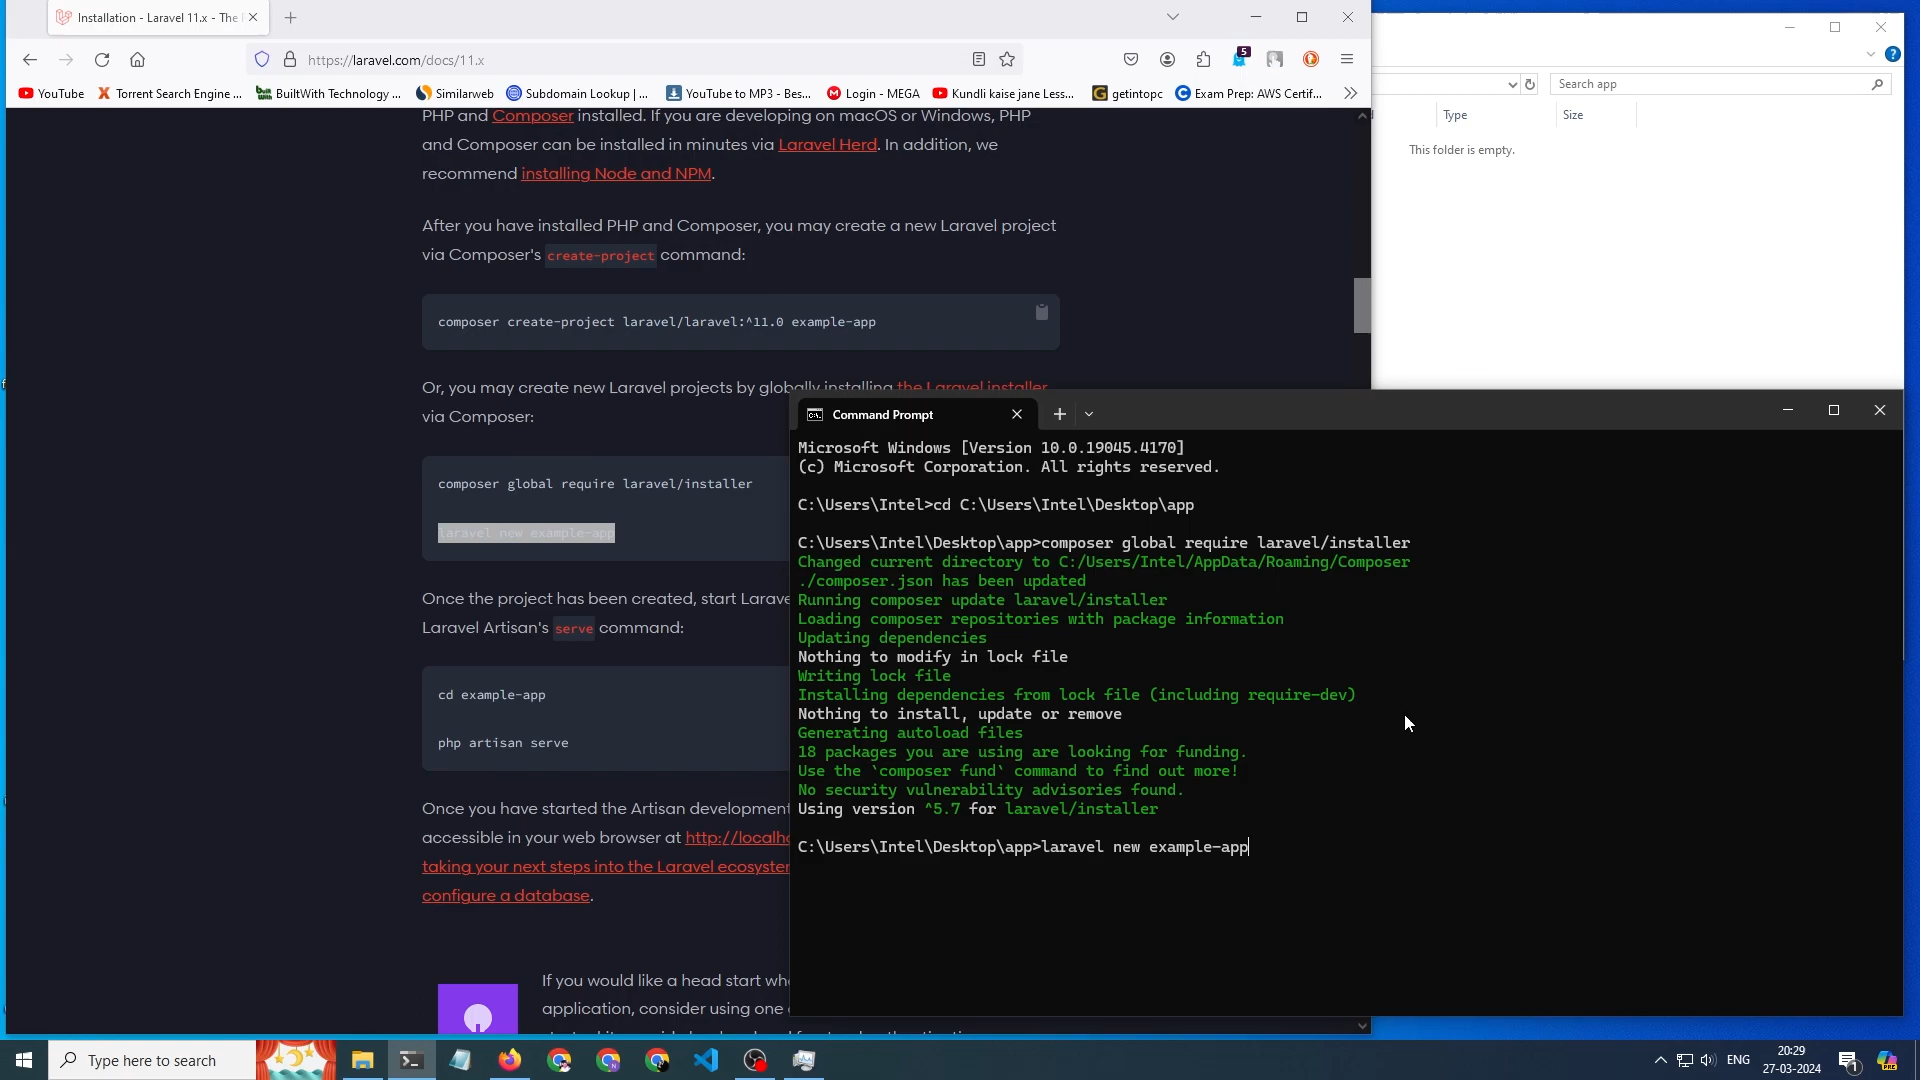 Installation - Laravel 11.x - The
https://laravel.com/docs/11.x
5
YouTube
Torrent Search Engine ...
BuiltWith Technology ...
Similarweb
Subdomain Lookup | ...
YouTube to MP3 - Bes...
Login - MEGA
Kundli kaise jane Less...
getintopc
Exam Prep: AWS Certif...
Search app
Type
Size
This folder is empty.
PHP and Composer installed. If you are developing on macOS or Windows, PHP
and Composer can be installed in minutes via Laravel Herd. In addition, we
recommend installing Node and NPM.
After you have installed PHP and Composer, you may create a new Laravel project
via Composer's create-project command:
composer create-project laravel/laravel:^11.0 example-app
Or, you may create new Laravel projects by globally installing the Laravel installer
via Composer:
composer global require laravel/installer
laravel new example-app
Once the project has been created, start Larave
Laravel Artisan's serve command:
cd example-app
php artisan serve
Once you have started the Artisan development
accessible in your web browser at http://localho
taking your next steps into the Laravel ecosyster
configure a database.
If you would like a head start whe
application, consider using one
Command Prompt
Microsoft Windows [Version 10.0.19045.4170]
(c) Microsoft Corporation. All rights reserved.
C:\Users\Intel>cd C:\Users\Intel\Desktop\app
C:\Users\Intel\Desktop\app>composer global require laravel/installer
Changed current directory to C:/Users/Intel/AppData/Roaming/Composer
./composer.json has been updated
Running composer update laravel/installer
Loading composer repositories with package information
Updating dependencies
Nothing to modify in lock file
Writing lock file
Installing dependencies from lock file (including require-dev)
Nothing to install, update or remove
Generating autoload files
18 packages you are using are looking for funding.
Use the `composer fund` command to find out more!
No security vulnerability advisories found.
Using version ^5.7 for laravel/installer
C:\Users\Intel\Desktop\app>laravel new example-app
Type here to search
ENG
20:29
27-03-2024
1